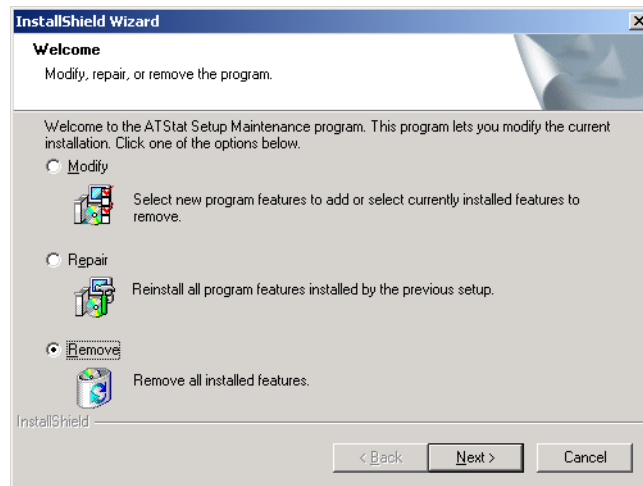 InstallShield Wizard
Welcome
Modify, repair, or remove the program.
Welcome to the ATStat Setup Maintenance program. This program lets you modify the current
installation. Click one of the options below.
Modify
Select new program features to add or select currently installed features to
remove.
Repair
Reinstall all program features installed by the previous setup.
Remove
Remove all installed features.
InstallShield
< Back
Next >
Cancel